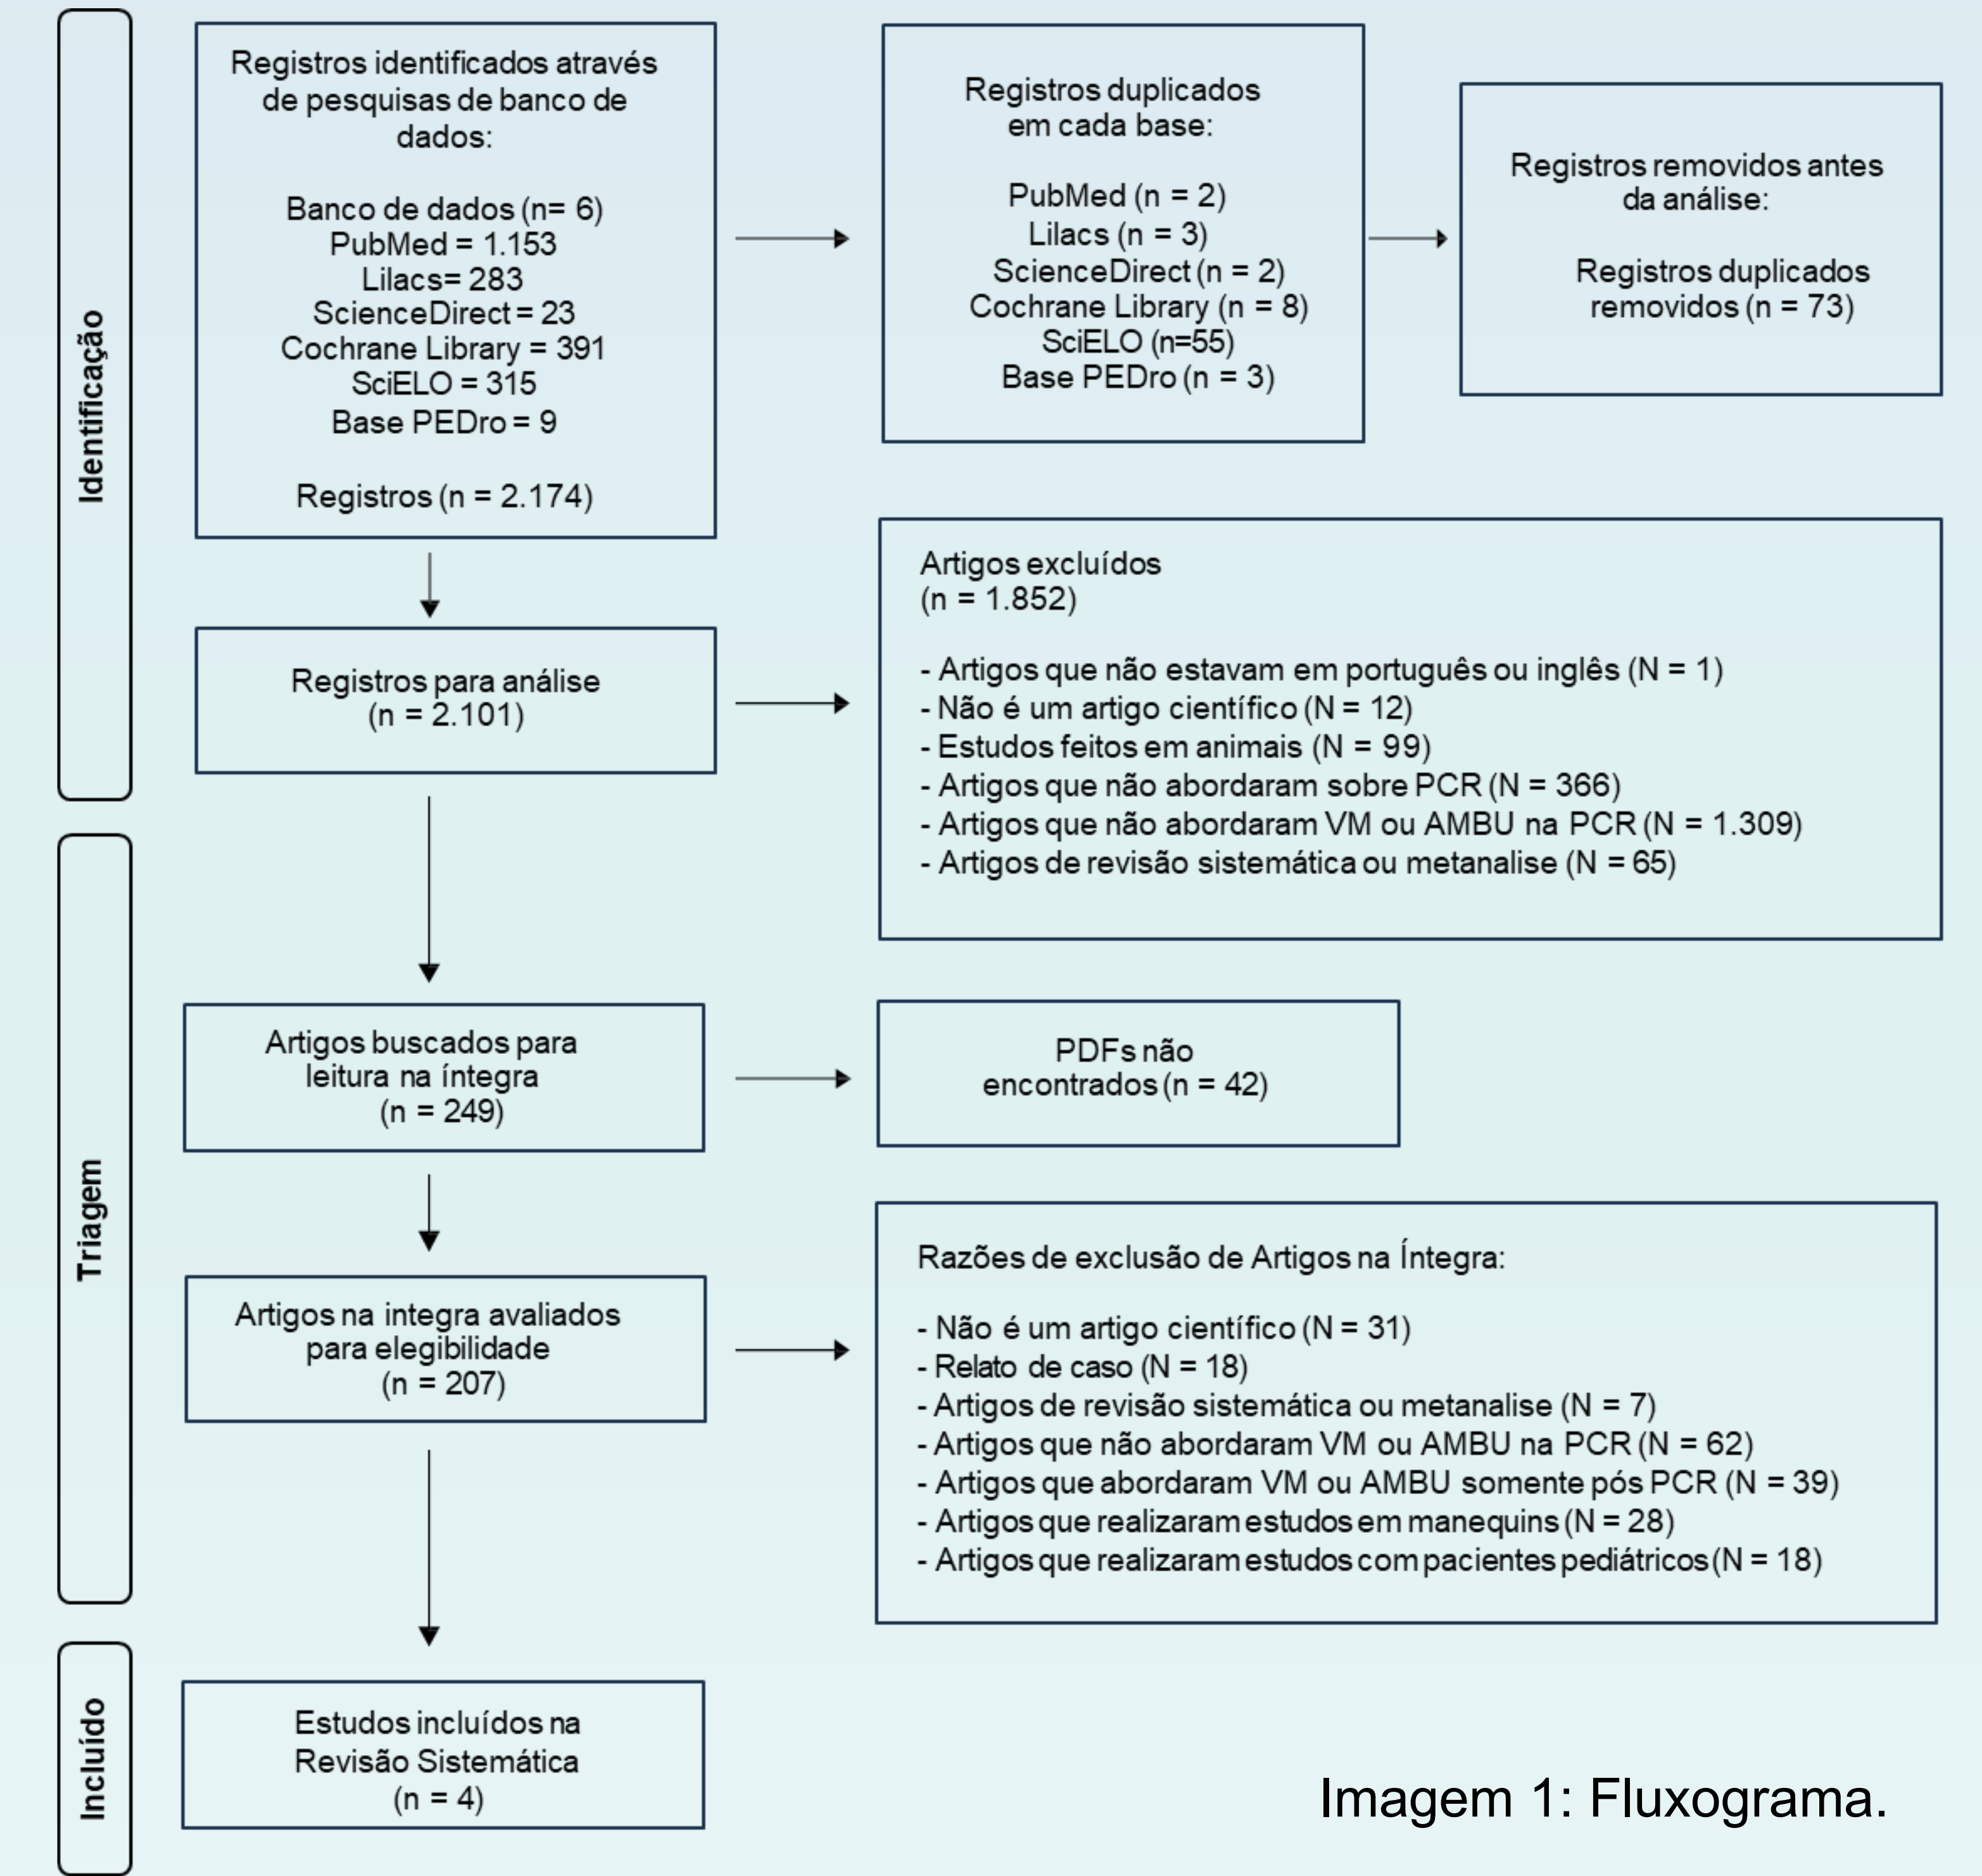 Identificação
Registros identificados através
de pesquisas de banco de
dados:
Banco de dados (n= 6)
PubMed = 1.153
Lilacs= 283
ScienceDirect = 23
Cochrane Library = 391
SciELO = 315
Base PEDro = 9
Registros (n = 2.174)
Registros duplicados
em cada base:
PubMed (n = 2)
Lilacs (n = 3)
ScienceDirect (n = 2)
Cochrane Library (n = 8)
SciELO (n=55)
Base PEDro (n = 3)
Registros removidos antes
da análise:
Registros duplicados
removidos (n = 73)
Registros para análise
(n = 2.101)
Artigos excluídos
(n = 1.852)
- Artigos que não estavam em português ou inglês (N = 1)
- Não é um artigo científico (N = 12)
- Estudos feitos em animais (N = 99)
- Artigos que não abordaram sobre PCR (N = 366)
- Artigos que não abordaram VM ou AMBU na PCR (N = 1.309)
- Artigos de revisão sistemática ou metanalise (N = 65)
Triagem
Artigos buscados para
leitura na íntegra
(n = 249)
PDFs não
encontrados (n = 42)
Artigos na integra avaliados
para elegibilidade
(n = 207)
Razões de exclusão de Artigos na Íntegra:
- Não é um artigo científico (N = 31)
- Relato de caso (N = 18)
- Artigos de revisão sistemática ou metanalise (N = 7)
- Artigos que não abordaram VM ou AMBU na PCR (N = 62)
- Artigos que abordaram VM ou AMBU somente pós PCR (N = 39)
- Artigos que realizaram estudos em manequins (N = 28)
- Artigos que realizaram estudos com pacientes pediátricos (N = 18)
Incluído
Estudos incluídos na
Revisão Sistemática
(n = 4)
Imagem 1: Fluxograma.